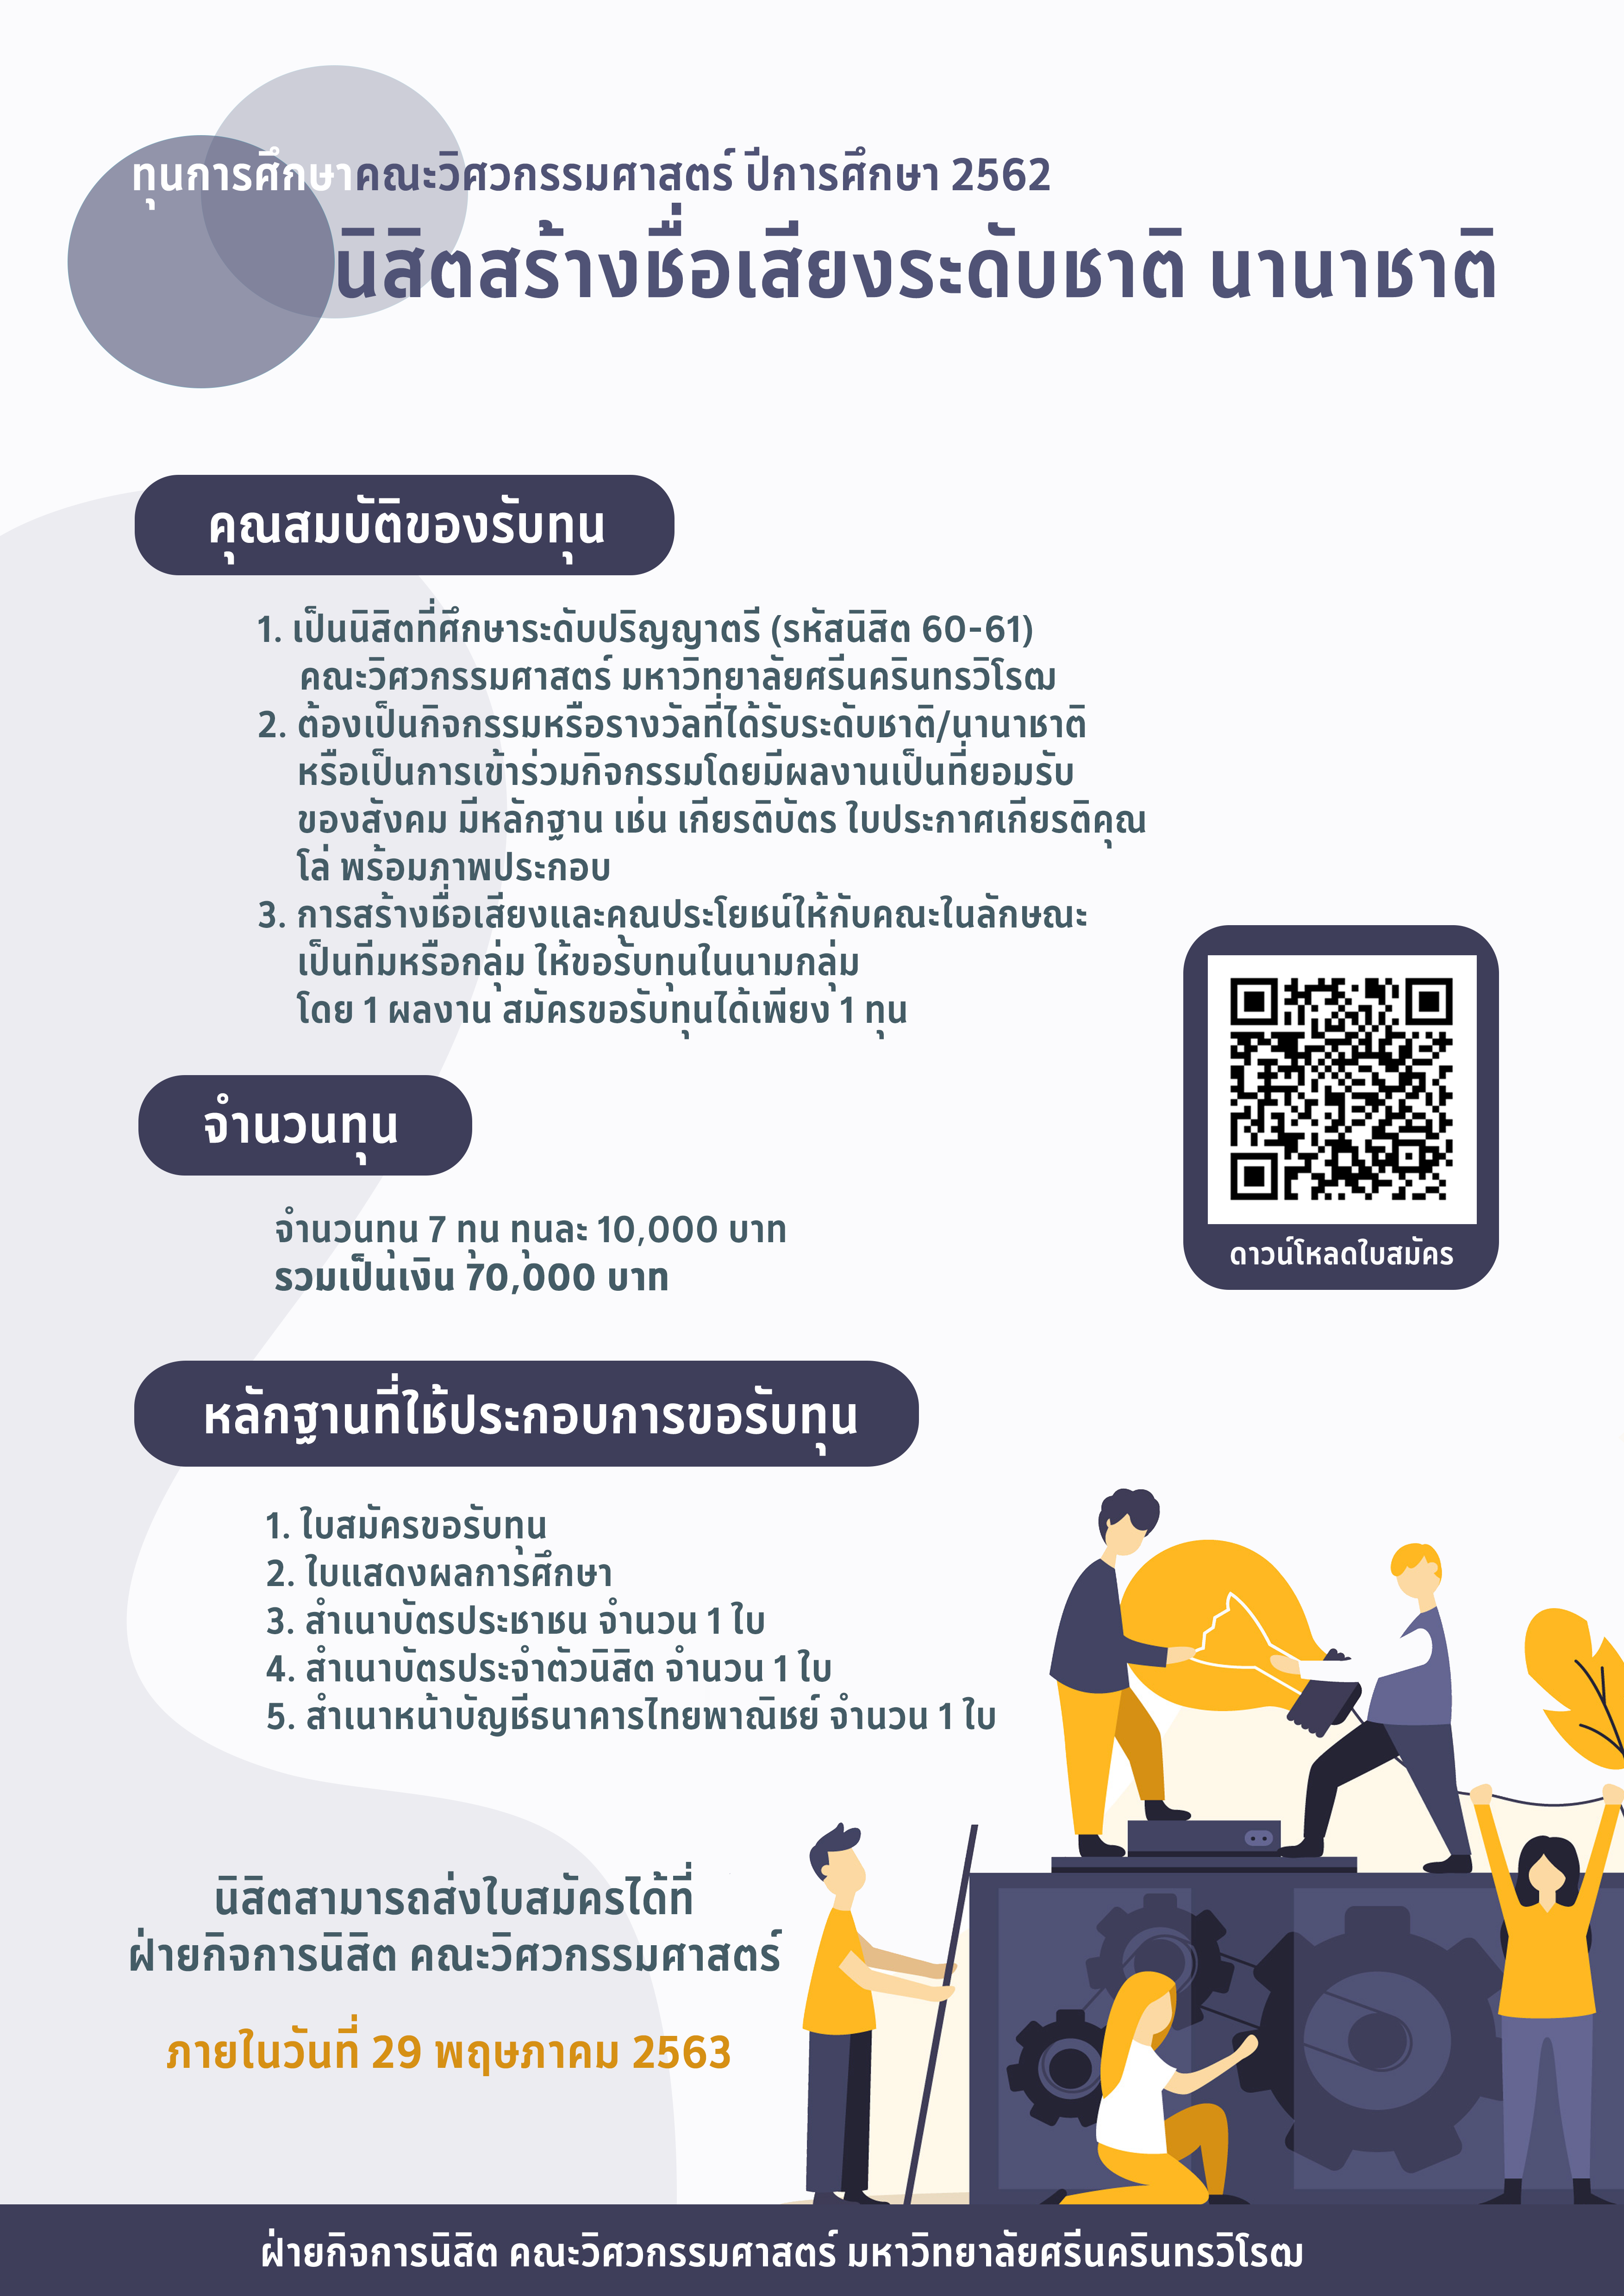 ทุนการศึกษาคณะวิศวกรรมศาสตร์ ปีการศึกษา 2562
นิสิตสร้างชื่อเสียงระดับชาติ นานาชาติ
คุณสมบัติของรับทุน
1. เป็นนิสิตที่ศึกษาระดับปริญญาตรี (รหัสนิสิต 60-61)
คณะวิศวกรรมศาสตร์ มหาวิทยาลัยศรีนครินทรวิโรฒ
2. ต้องเป็นกิจกรรมหรือรางวัลที่ได้รับระดับชาติ/นานาชาติ
หรือเป็นการเข้าร่วมกิจกรรมโดยมีผลงานเป็นที่ยอมรับ
ของสังคม มีหลักฐาน เช่น เกียรติบัตร ใบประกาศเกียรติคุณ
โล่ พร้อมภาพประกอบ
3. การสร้างชื่อเสียงและคุณประโยชน์ให้กับคณะในลักษณะ
เป็นทีมหรือกลุ่ม ให้ขอรับทุนในนามกลุ่ม
โดย 1 ผลงาน สมัครขอรับทุนได้เพียง 1 ทุน
ดาวน์โหลดใบสมัคร
จำนวนทุน
จำนวนทุน 7 ทุน ทุนละ 10,000 บาท
รวมเป็นเงิน 70,000 บาท
หลักฐานที่ใช้ประกอบการขอรับทุน
1. ใบสมัครขอรับทุน
2. ใบแสดงผลการศึกษา
3. สำเนาบัตรประชาชน จำนวน 1 ใบ
4. สำเนาบัตรประจำตัวนิสิต จำนวน 1 ใบ
5. สำเนาหน้าบัญชีธนาคารไทยพาณิชย์ จำนวน 1 ใบ
นิสิตสามารถส่งใบสมัครได้ที่
ฝ่ายกิจการนิสิต คณะวิศวกรรมศาสตร์
ภายในวันที่ 29 พฤษภาคม 2563
ฝ่ายกิจการนิสิต คณะวิศวกรรมศาสตร์ มหาวิทยาลัยศรีนครินทรวิโรฒ